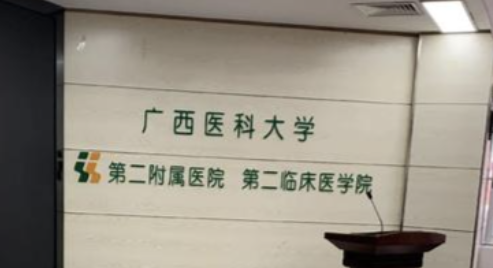 广西医科大学
第二附属医院 第二临床医学院